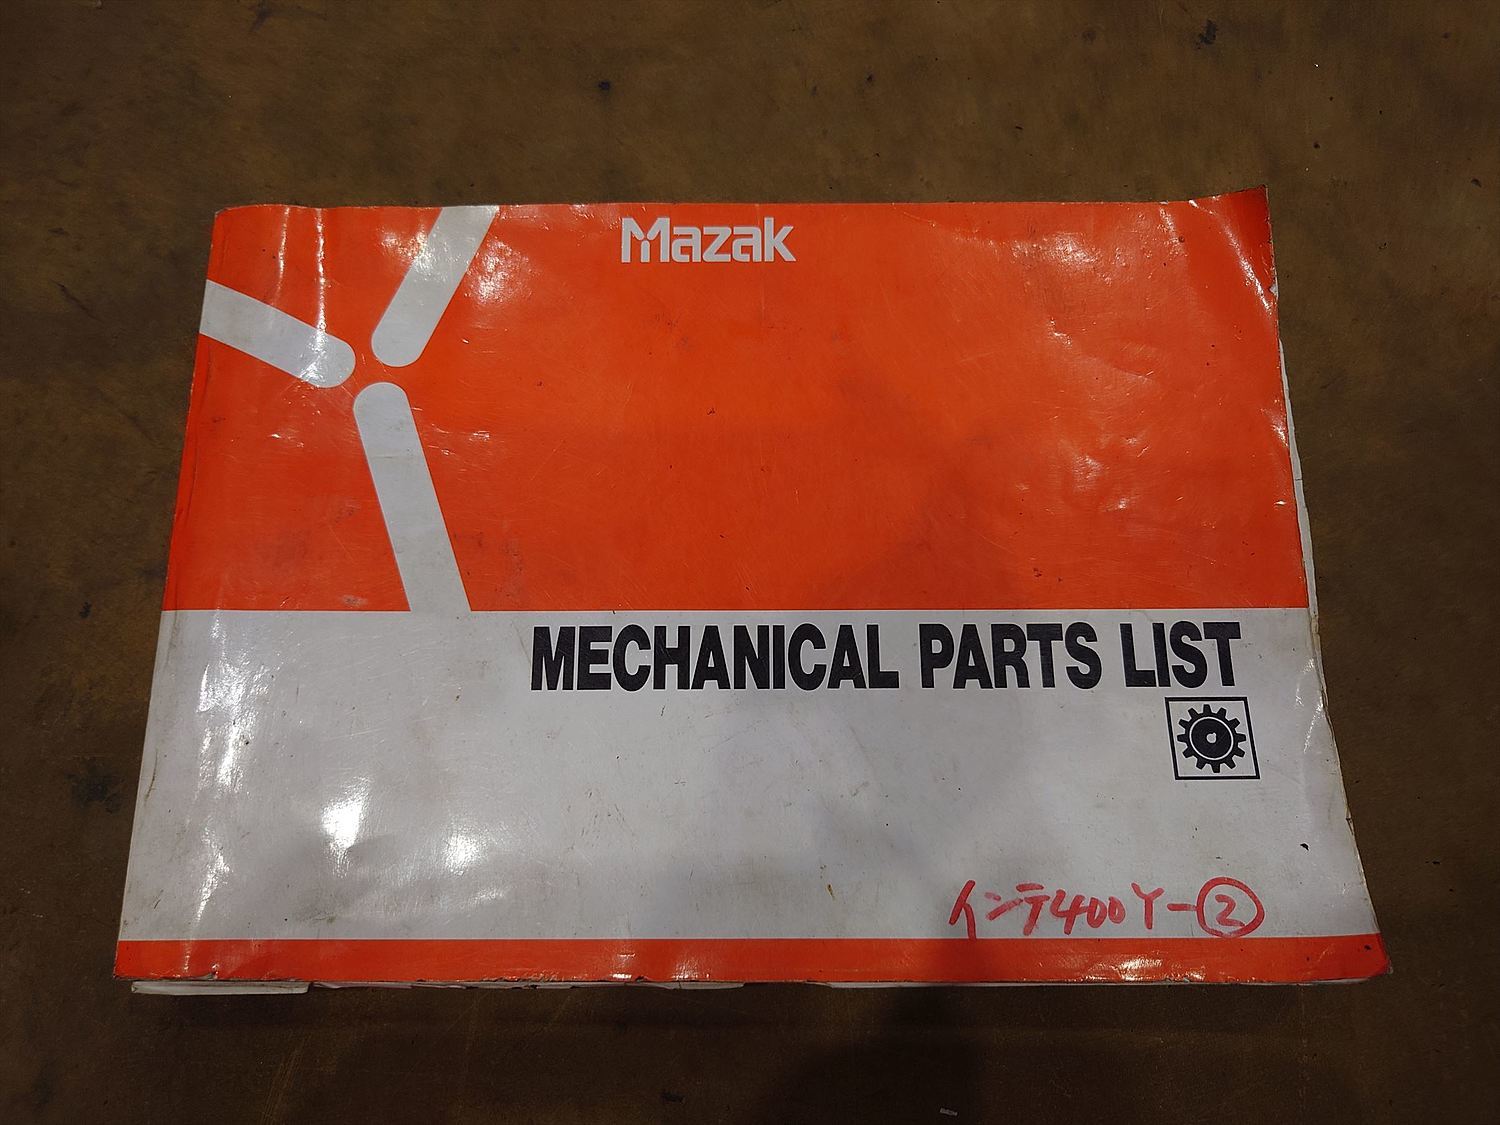 Mazak
MECHANICAL PARTS LIST
インテ400Y-②